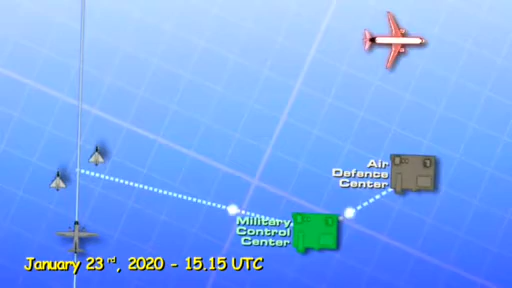 Air
Defence
Center
Military
Control
Center
January 23rd, 2020 - 15.15 UTC